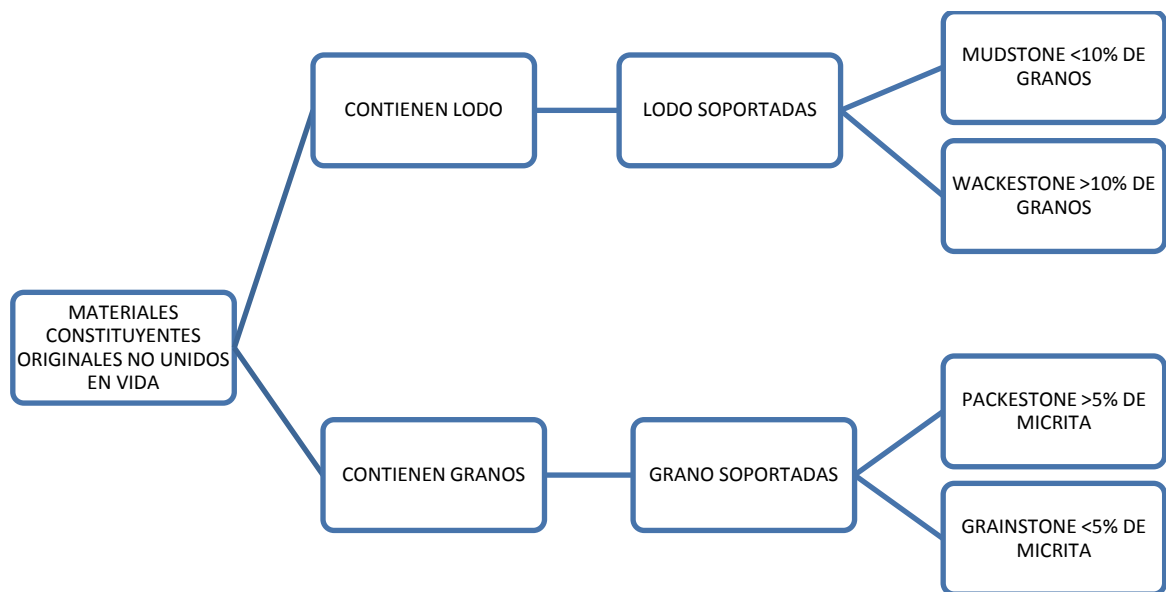 MATERIALES
CONSTITUYENTES
ORIGINALES NO UNIDOS
EN VIDA
CONTIENEN LODO
LODO SOPORTADAS
MUDSTONE <10% DE
GRANOS
WACKESTONE >10% DE
GRANOS
CONTIENEN GRANOS
GRANO SOPORTADAS
PACKESTONE >5% DE
MICRITA
GRAINSTONE <5% DE
MICRITA